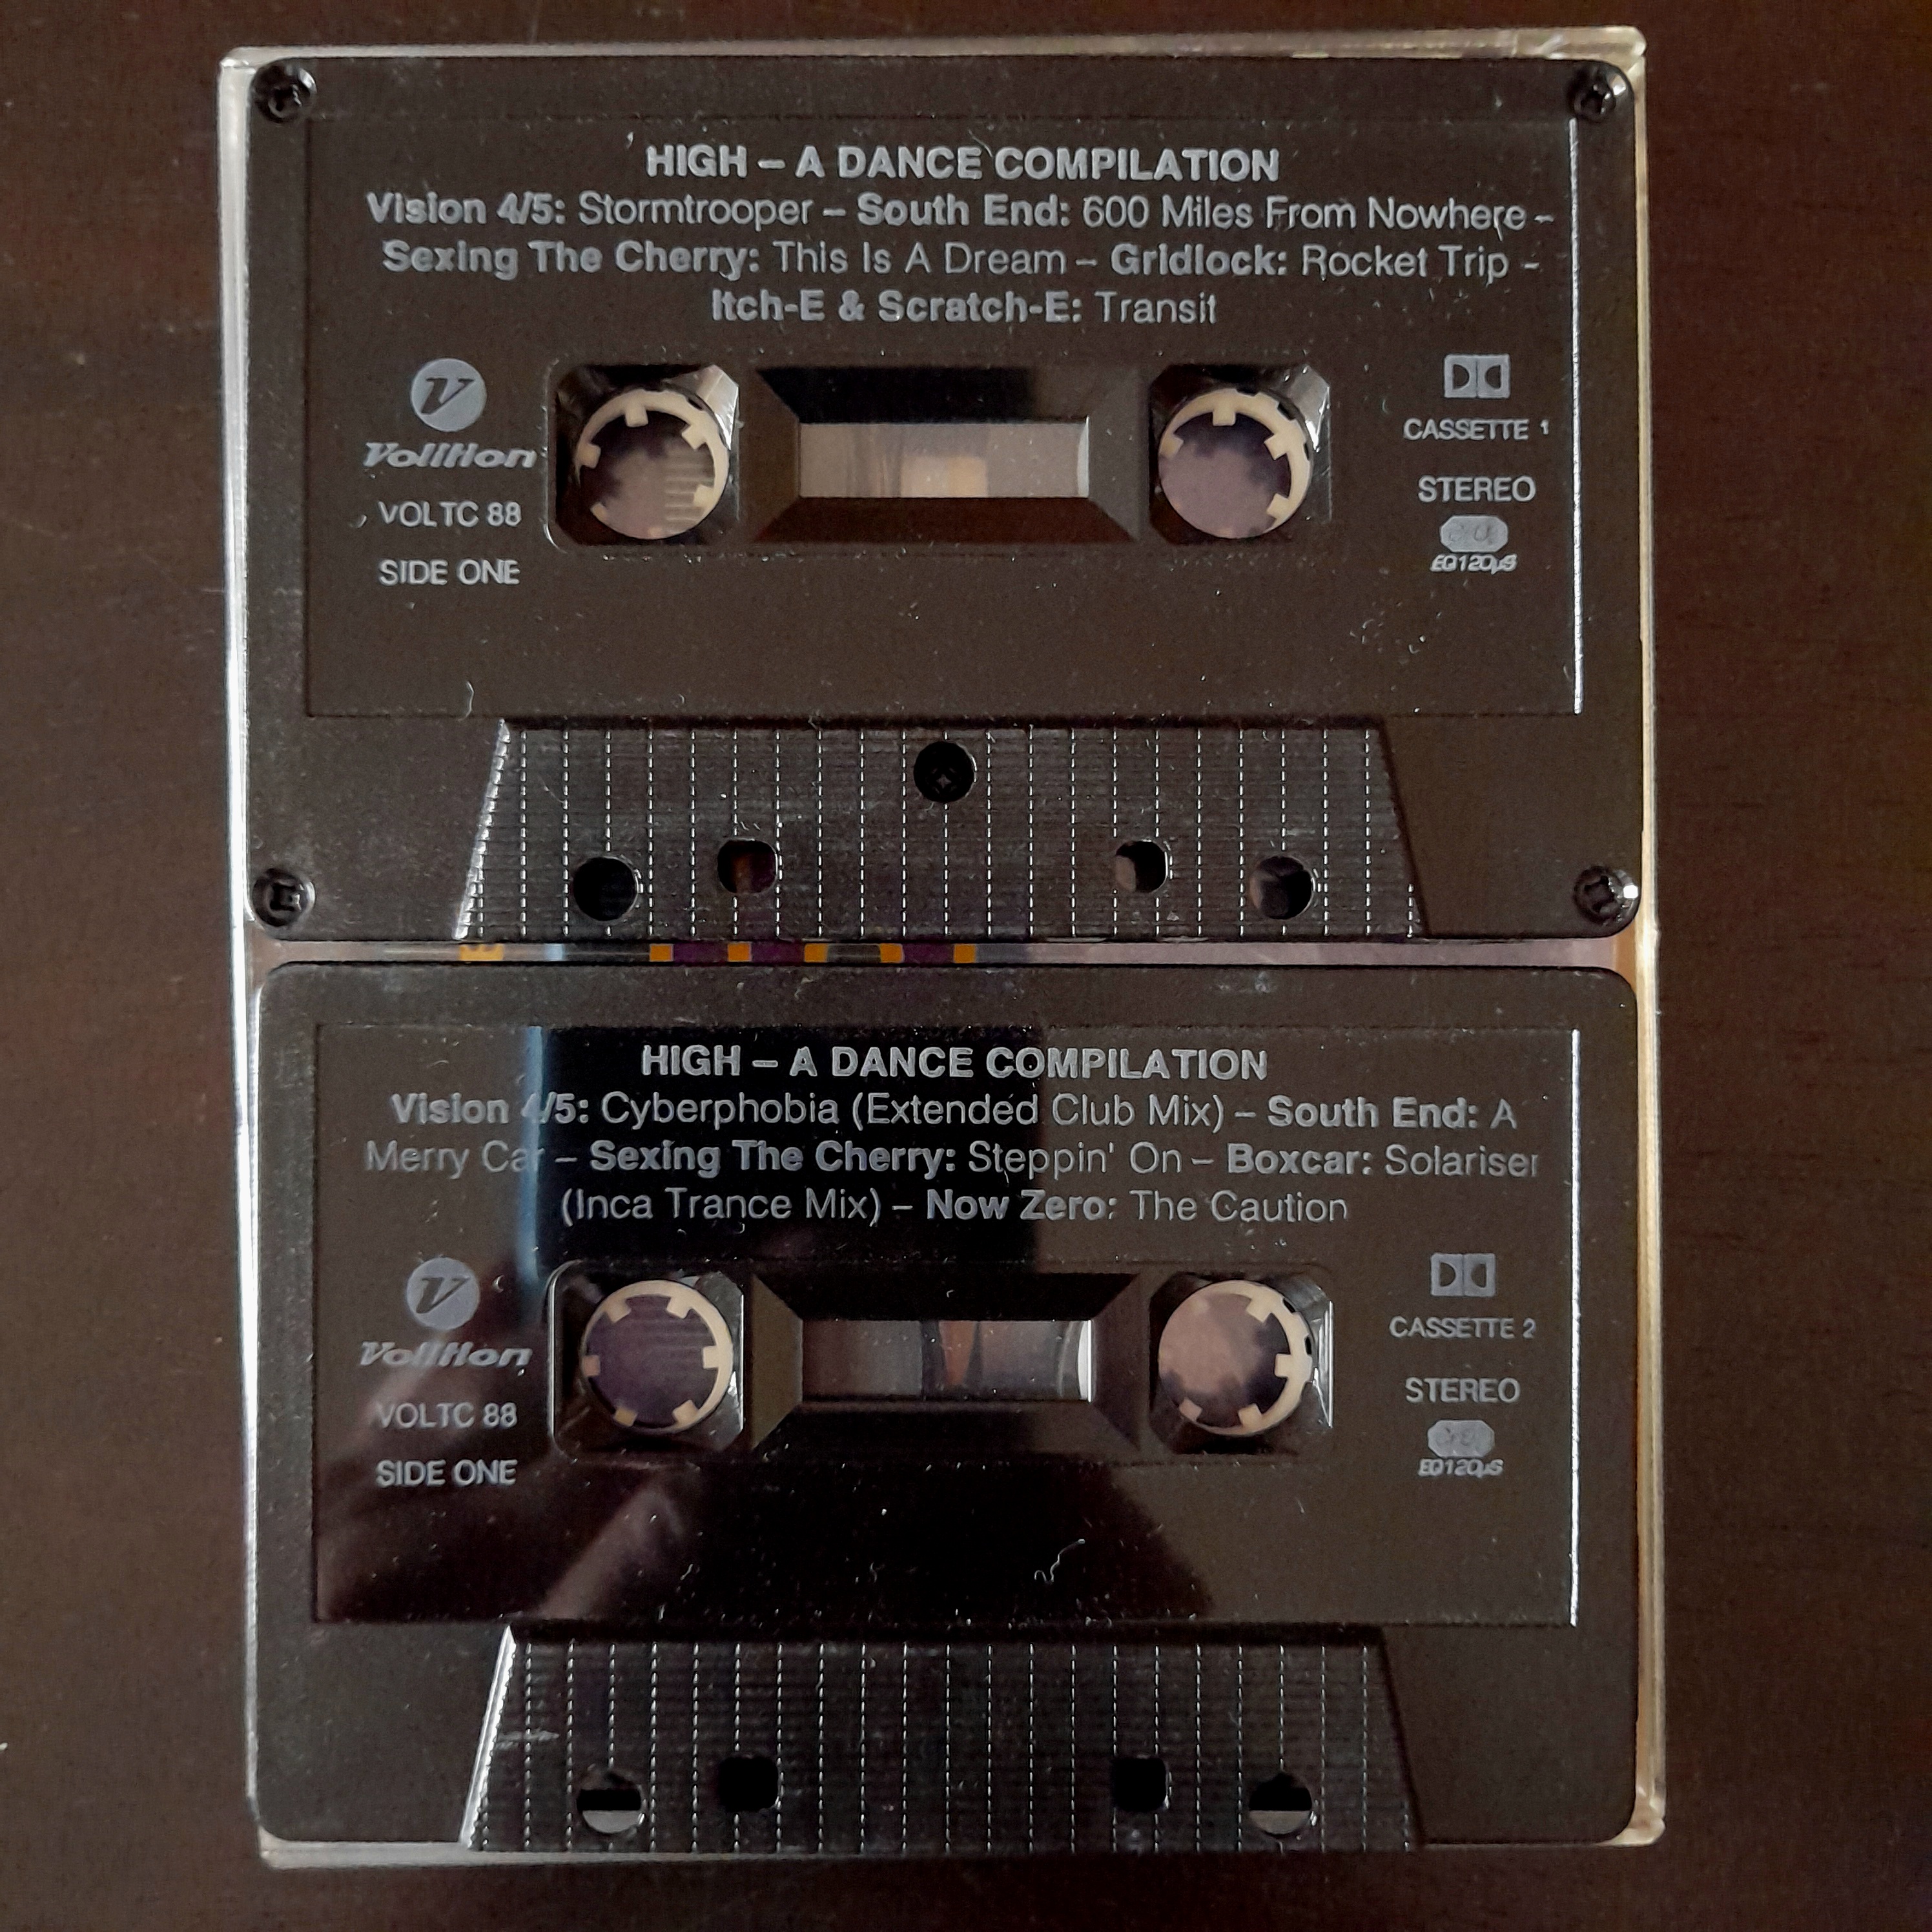 HIGH – A DANCE COMPILATION
Vision 4/5: Stormtrooper – South End: 600 Miles From Nowhere –
Sexing The Cherry: This Is A Dream – Gridlock: Rocket Trip –
Itch-E & Scratch-E: Transit
V
Volition
VOLTC 88
SIDE ONE
CASSETTE 1
STEREO
EQ120µS
HIGH – A DANCE COMPILATION
Vision 4/5: Cyberphobia (Extended Club Mix) – South End: A
Merry Car – Sexing The Cherry: Steppin' On – Boxcar: Solariser
(Inca Trance Mix) – Now Zero: The Caution
V
Volition
VOLTC 88
SIDE ONE
CASSETTE 2
STEREO
EQ120µS